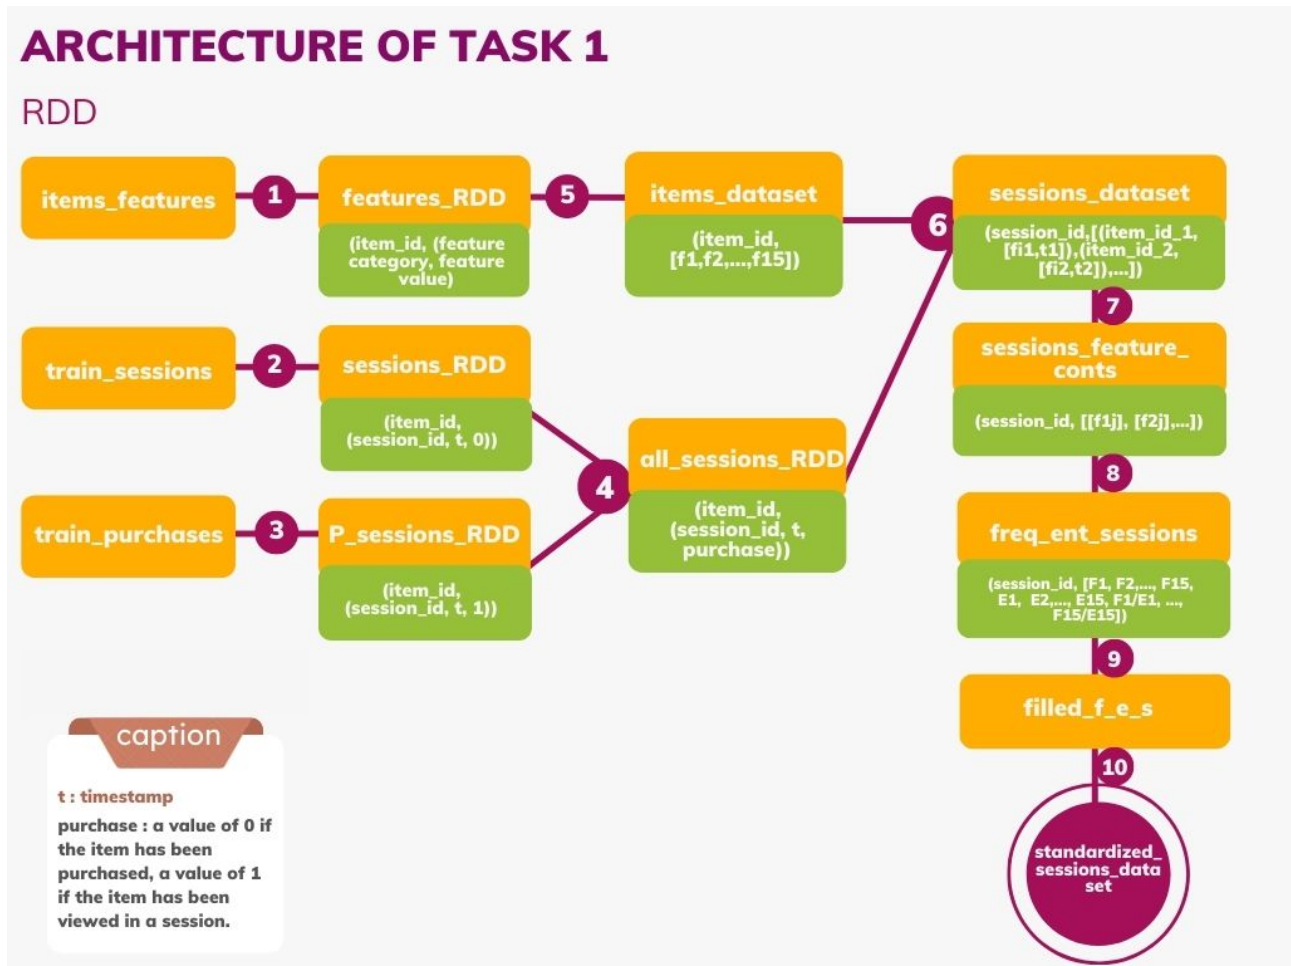 ARCHITECTURE OF TASK 1
RDD
items_features
1
features_RDD
(item_id, (feature
category, feature
value)
5
items_dataset
(item_id,
[f1,f2,...,f15])
6
sessions_dataset
(session_id,[(item_id_1,
[fi1,t1]),(item_id_2,
[fi2,t2]),...])
train_sessions
2
sessions_RDD
(item_id,
(session_id, t, 0))
train_purchases
3
P_sessions_RDD
(item_id,
(session_id, t, 1))
4
all_sessions_RDD
(item_id,
(session_id, t,
purchase))
7
sessions_feature_
conts
(session_id, [[f1j], [f2j],...])
8
freq_ent_sessions
(session_id, [F1, F2,..., F15,
E1, E2,..., E15, F1/E1, ...,
F15/E15])
9
filled_f_e_s
10
standardized_
sessions_data
set
caption
t : timestamp
purchase : a value of 0 if
the item has been
purchased, a value of 1
if the item has been
viewed in a session.